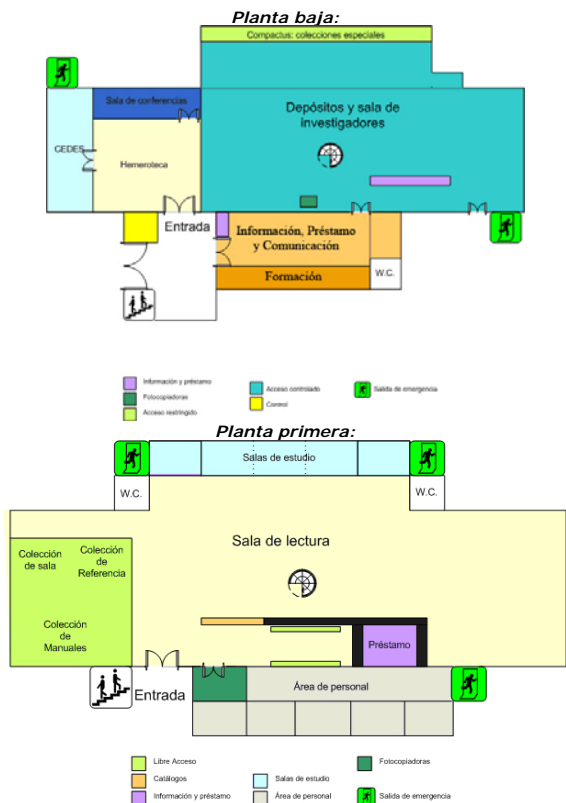 Planta baja:
Compactus: colecciones especiales
Sala de conferencias
Depósitos y sala de
investigadores
CEDES
Hemeroteca
Entrada
Información, Préstamo
y Comunicación
Formación
W.C.
Información y préstamo
Fotocopiadoras
Acceso restringido
Acceso controlado
Control
Salida de emergencia
Planta primera:
Salas de estudio
W.C.
W.C.
Sala de lectura
Colección
de sala
Colección
de
Referencia
Colección
de
Manuales
Préstamo
Entrada
Área de personal
Libre Acceso
Catálogos
Información y préstamo
Salas de estudio
Área de personal
Fotocopiadoras
Salida de emergencia